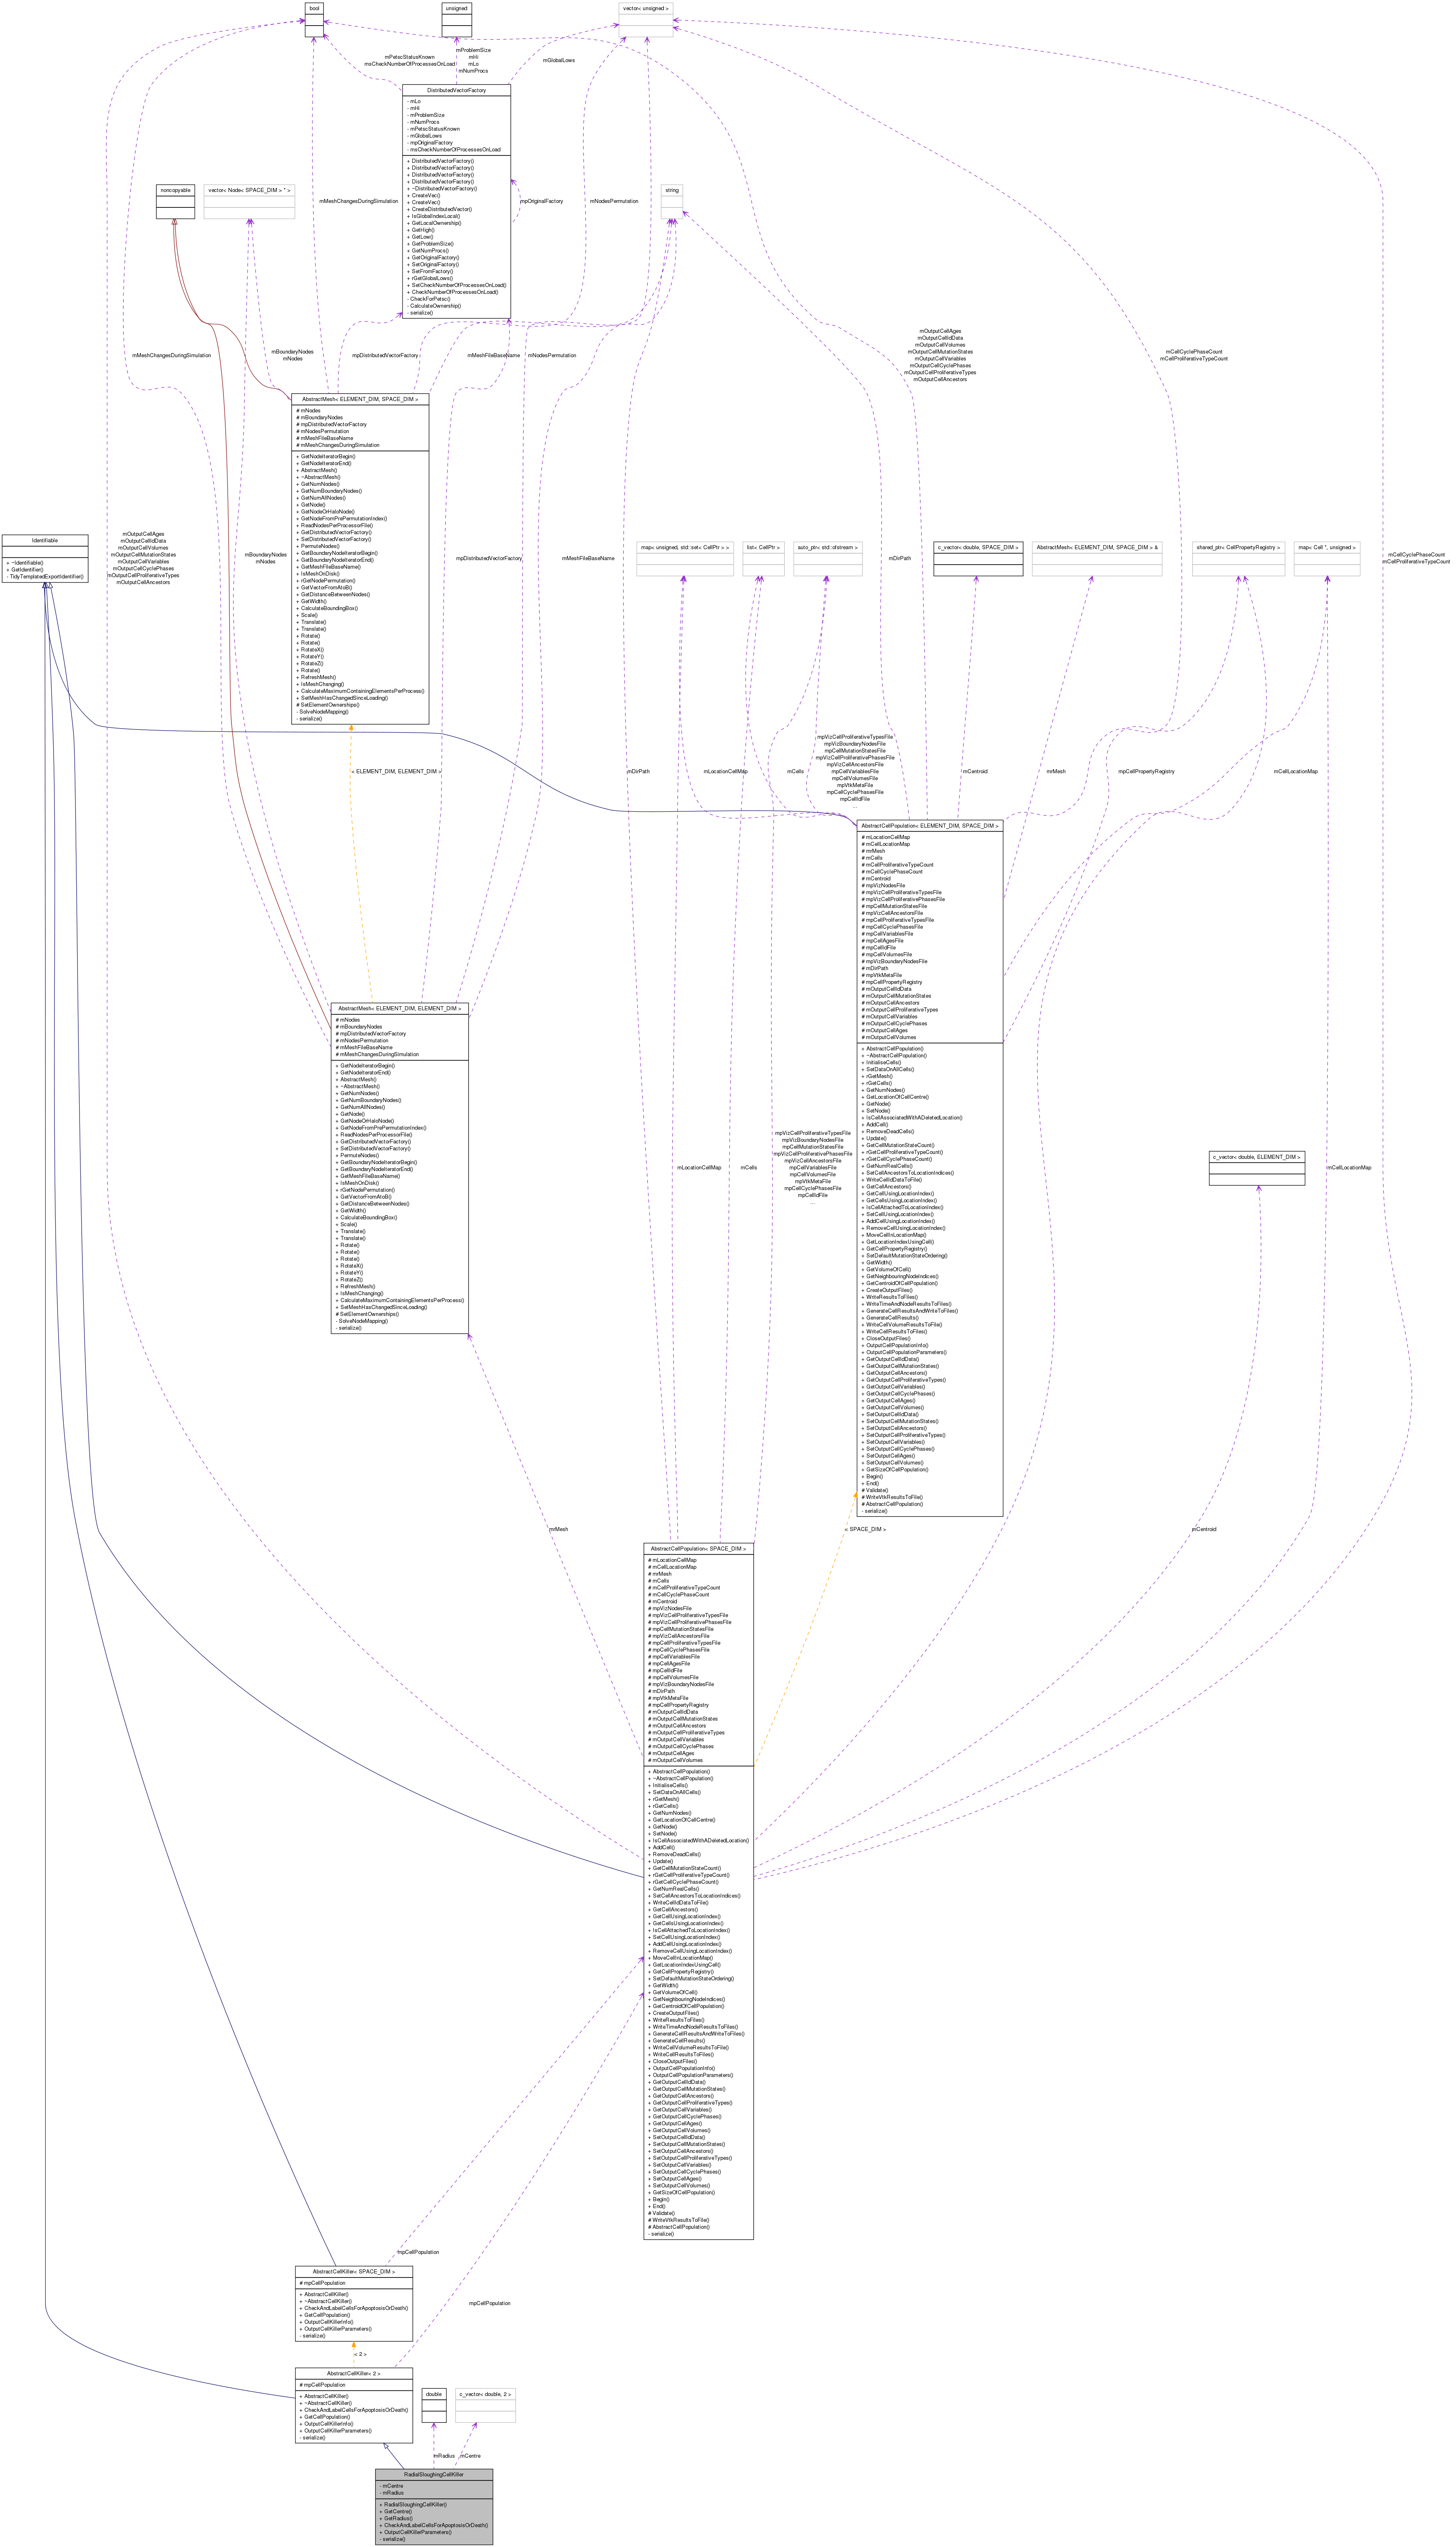 bool
unsigned
vector< unsigned >
mPetscStatusKnown
msCheckNumberOfProcessesOnLoad
mProblemSize
mHi
mLo
mNumProcs
mGlobalLows
DistributedVectorFactory
- mLo
- mHi
- mProblemSize
- mNumProcs
- mPetscStatusKnown
- mGlobalLows
- mpOriginalFactory
- msCheckNumberOfProcessesOnLoad
+ DistributedVectorFactory()
+ DistributedVectorFactory()
+ DistributedVectorFactory()
+ DistributedVectorFactory()
+ ~DistributedVectorFactory()
+ CreateVec()
+ CreateVec()
+ CreateDistributedVector()
+ IsGlobalIndexLocal()
+ GetLocalOwnership()
+ GetHigh()
+ GetLow()
+ GetProblemSize()
+ GetNumProcs()
+ GetOriginalFactory()
+ SetOriginalFactory()
+ SetFromFactory()
+ rGetGlobalLows()
+ SetCheckNumberOfProcessesOnLoad()
+ CheckNumberOfProcessesOnLoad()
- CheckForPetsc()
- CalculateOwnership()
- serialize()
noncopyable
vector< Node< SPACE_DIM > * >
string
mMeshChangesDuringSimulation
mpOriginalFactory
mNodesPermutation
mMeshChangesDuringSimulation
mBoundaryNodes
mNodes
mpDistributedVectorFactory
mMeshFileBaseName
mNodesPermutation
mOutputCellAges
mOutputCellIdData
mOutputCellVolumes
mOutputCellMutationStates
mOutputCellVariables
mOutputCellCyclePhases
mOutputCellProliferativeTypes
mOutputCellAncestors
mCellCyclePhaseCount
mCellProliferativeTypeCount
AbstractMesh< ELEMENT_DIM, SPACE_DIM >
# mNodes
# mBoundaryNodes
# mpDistributedVectorFactory
# mNodesPermutation
# mMeshFileBaseName
# mMeshChangesDuringSimulation
+ GetNodeIteratorBegin()
+ GetNodeIteratorEnd()
+ AbstractMesh()
+ ~AbstractMesh()
+ GetNumNodes()
+ GetNumBoundaryNodes()
+ GetNumAllNodes()
+ GetNode()
+ GetNodeOrHaloNode()
+ GetNodeFromPrePermutationIndex()
+ ReadNodesPerProcessorFile()
+ GetDistributedVectorFactory()
+ SetDistributedVectorFactory()
+ PermuteNodes()
+ GetBoundaryNodeIteratorBegin()
+ GetBoundaryNodeIteratorEnd()
+ GetMeshFileBaseName()
+ IsMeshOnDisk()
+ rGetNodePermutation()
+ GetVectorFromAtoB()
+ GetDistanceBetweenNodes()
+ GetWidth()
+ CalculateBoundingBox()
+ Scale()
+ Translate()
+ Translate()
+ Rotate()
+ Rotate()
+ RotateX()
+ RotateY()
+ RotateZ()
+ Rotate()
+ RefreshMesh()
+ IsMeshChanging()
+ CalculateMaximumContainingElementsPerProcess()
+ SetMeshHasChangedSinceLoading()
# SetElementOwnerships()
- SolveNodeMapping()
- serialize()
Identifiable
+ ~Identifiable()
+ GetIdentifier()
- TidyTemplatedExportIdentifier()
mOutputCellAges
mOutputCellIdData
mOutputCellVolumes
mOutputCellMutationStates
mOutputCellVariables
mOutputCellCyclePhases
mOutputCellProliferativeTypes
mOutputCellAncestors
mBoundaryNodes
mNodes
mpDistributedVectorFactory
mMeshFileBaseName
map< unsigned, std::set< CellPtr > >
list< CellPtr >
auto_ptr< std::ofstream >
mDirPath
c_vector< double, SPACE_DIM >
AbstractMesh< ELEMENT_DIM, SPACE_DIM > &
shared_ptr< CellPropertyRegistry >
map< Cell *, unsigned >
mCellCyclePhaseCount
mCellProliferativeTypeCount
< ELEMENT_DIM, ELEMENT_DIM >
mDirPath
mLocationCellMap
mCells
mpVizCellProliferativeTypesFile
mpVizBoundaryNodesFile
mpCellMutationStatesFile
mpVizCellProliferativePhasesFile
mpVizCellAncestorsFile
mpCellVariablesFile
mpCellVolumesFile
mpVtkMetaFile
mpCellCyclePhasesFile
mpCellIdFile
...
mCentroid
mrMesh
mpCellPropertyRegistry
mCellLocationMap
AbstractCellPopulation< ELEMENT_DIM, SPACE_DIM >
# mLocationCellMap
# mCellLocationMap
# mrMesh
# mCells
# mCellProliferativeTypeCount
# mCellCyclePhaseCount
# mCentroid
# mpVizNodesFile
# mpVizCellProliferativeTypesFile
# mpVizCellProliferativePhasesFile
# mpCellMutationStatesFile
# mpVizCellAncestorsFile
# mpCellProliferativeTypesFile
# mpCellCyclePhasesFile
# mpCellVariablesFile
# mpCellAgesFile
# mpCellIdFile
# mpCellVolumesFile
# mpVizBoundaryNodesFile
# mDirPath
# mpVtkMetaFile
# mpCellPropertyRegistry
# mOutputCellIdData
# mOutputCellMutationStates
# mOutputCellAncestors
# mOutputCellProliferativeTypes
# mOutputCellVariables
# mOutputCellCyclePhases
# mOutputCellAges
# mOutputCellVolumes
+ AbstractCellPopulation()
+ ~AbstractCellPopulation()
+ InitialiseCells()
+ SetDataOnAllCells()
+ rGetMesh()
+ rGetCells()
+ GetNumNodes()
+ GetLocationOfCellCentre()
+ GetNode()
+ SetNode()
+ IsCellAssociatedWithADeletedLocation()
+ AddCell()
+ RemoveDeadCells()
+ Update()
+ GetCellMutationStateCount()
+ rGetCellProliferativeTypeCount()
+ rGetCellCyclePhaseCount()
+ GetNumRealCells()
+ SetCellAncestorsToLocationIndices()
+ WriteCellIdDataToFile()
+ GetCellAncestors()
+ GetCellUsingLocationIndex()
+ GetCellsUsingLocationIndex()
+ IsCellAttachedToLocationIndex()
+ SetCellUsingLocationIndex()
+ AddCellUsingLocationIndex()
+ RemoveCellUsingLocationIndex()
+ MoveCellInLocationMap()
+ GetLocationIndexUsingCell()
+ GetCellPropertyRegistry()
+ SetDefaultMutationStateOrdering()
+ GetWidth()
+ GetVolumeOfCell()
+ GetNeighbouringNodeIndices()
+ GetCentroidOfCellPopulation()
+ CreateOutputFiles()
+ WriteResultsToFiles()
+ WriteTimeAndNodeResultsToFiles()
+ GenerateCellResultsAndWriteToFiles()
+ GenerateCellResults()
+ WriteCellVolumeResultsToFile()
+ WriteCellResultsToFiles()
+ CloseOutputFiles()
+ OutputCellPopulationInfo()
+ OutputCellPopulationParameters()
+ GetOutputCellIdData()
+ GetOutputCellMutationStates()
+ GetOutputCellAncestors()
+ GetOutputCellProliferativeTypes()
+ GetOutputCellVariables()
+ GetOutputCellCyclePhases()
+ GetOutputCellAges()
+ GetOutputCellVolumes()
+ SetOutputCellIdData()
+ SetOutputCellMutationStates()
+ SetOutputCellAncestors()
+ SetOutputCellProliferativeTypes()
+ SetOutputCellVariables()
+ SetOutputCellCyclePhases()
+ SetOutputCellAges()
+ SetOutputCellVolumes()
+ GetSizeOfCellPopulation()
+ Begin()
+ End()
# Validate()
# WriteVtkResultsToFile()
# AbstractCellPopulation()
- serialize()
AbstractMesh< ELEMENT_DIM, ELEMENT_DIM >
# mNodes
# mBoundaryNodes
# mpDistributedVectorFactory
# mNodesPermutation
# mMeshFileBaseName
# mMeshChangesDuringSimulation
+ GetNodeIteratorBegin()
+ GetNodeIteratorEnd()
+ AbstractMesh()
+ ~AbstractMesh()
+ GetNumNodes()
+ GetNumBoundaryNodes()
+ GetNumAllNodes()
+ GetNode()
+ GetNodeOrHaloNode()
+ GetNodeFromPrePermutationIndex()
+ ReadNodesPerProcessorFile()
+ GetDistributedVectorFactory()
+ SetDistributedVectorFactory()
+ PermuteNodes()
+ GetBoundaryNodeIteratorBegin()
+ GetBoundaryNodeIteratorEnd()
+ GetMeshFileBaseName()
+ IsMeshOnDisk()
+ rGetNodePermutation()
+ GetVectorFromAtoB()
+ GetDistanceBetweenNodes()
+ GetWidth()
+ CalculateBoundingBox()
+ Scale()
+ Translate()
+ Translate()
+ Rotate()
+ Rotate()
+ Rotate()
+ RotateX()
+ RotateY()
+ RotateZ()
+ RefreshMesh()
+ IsMeshChanging()
+ CalculateMaximumContainingElementsPerProcess()
+ SetMeshHasChangedSinceLoading()
# SetElementOwnerships()
- SolveNodeMapping()
- serialize()
mLocationCellMap
mCells
mpVizCellProliferativeTypesFile
mpVizBoundaryNodesFile
mpCellMutationStatesFile
mpVizCellProliferativePhasesFile
mpVizCellAncestorsFile
mpCellVariablesFile
mpCellVolumesFile
mpVtkMetaFile
mpCellCyclePhasesFile
mpCellIdFile
...
c_vector< double, ELEMENT_DIM >
mCellLocationMap
mrMesh
< SPACE_DIM >
mCentroid
AbstractCellPopulation< SPACE_DIM >
# mLocationCellMap
# mCellLocationMap
# mrMesh
# mCells
# mCellProliferativeTypeCount
# mCellCyclePhaseCount
# mCentroid
# mpVizNodesFile
# mpVizCellProliferativeTypesFile
# mpVizCellProliferativePhasesFile
# mpCellMutationStatesFile
# mpVizCellAncestorsFile
# mpCellProliferativeTypesFile
# mpCellCyclePhasesFile
# mpCellVariablesFile
# mpCellAgesFile
# mpCellIdFile
# mpCellVolumesFile
# mpVizBoundaryNodesFile
# mDirPath
# mpVtkMetaFile
# mpCellPropertyRegistry
# mOutputCellIdData
# mOutputCellMutationStates
# mOutputCellAncestors
# mOutputCellProliferativeTypes
# mOutputCellVariables
# mOutputCellCyclePhases
# mOutputCellAges
# mOutputCellVolumes
+ AbstractCellPopulation()
+ ~AbstractCellPopulation()
+ InitialiseCells()
+ SetDataOnAllCells()
+ rGetMesh()
+ rGetCells()
+ GetNumNodes()
+ GetLocationOfCellCentre()
+ GetNode()
+ SetNode()
+ IsCellAssociatedWithADeletedLocation()
+ AddCell()
+ RemoveDeadCells()
+ Update()
+ GetCellMutationStateCount()
+ rGetCellProliferativeTypeCount()
+ rGetCellCyclePhaseCount()
+ GetNumRealCells()
+ SetCellAncestorsToLocationIndices()
+ WriteCellIdDataToFile()
+ GetCellAncestors()
+ GetCellUsingLocationIndex()
+ GetCellsUsingLocationIndex()
+ IsCellAttachedToLocationIndex()
+ SetCellUsingLocationIndex()
+ AddCellUsingLocationIndex()
+ RemoveCellUsingLocationIndex()
+ MoveCellInLocationMap()
+ GetLocationIndexUsingCell()
+ GetCellPropertyRegistry()
+ SetDefaultMutationStateOrdering()
+ GetWidth()
+ GetVolumeOfCell()
+ GetNeighbouringNodeIndices()
+ GetCentroidOfCellPopulation()
+ CreateOutputFiles()
+ WriteResultsToFiles()
+ WriteTimeAndNodeResultsToFiles()
+ GenerateCellResultsAndWriteToFiles()
+ GenerateCellResults()
+ WriteCellVolumeResultsToFile()
+ WriteCellResultsToFiles()
+ CloseOutputFiles()
+ OutputCellPopulationInfo()
+ OutputCellPopulationParameters()
+ GetOutputCellIdData()
+ GetOutputCellMutationStates()
+ GetOutputCellAncestors()
+ GetOutputCellProliferativeTypes()
+ GetOutputCellVariables()
+ GetOutputCellCyclePhases()
+ GetOutputCellAges()
+ GetOutputCellVolumes()
+ SetOutputCellIdData()
+ SetOutputCellMutationStates()
+ SetOutputCellAncestors()
+ SetOutputCellProliferativeTypes()
+ SetOutputCellVariables()
+ SetOutputCellCyclePhases()
+ SetOutputCellAges()
+ SetOutputCellVolumes()
+ GetSizeOfCellPopulation()
+ Begin()
+ End()
# Validate()
# WriteVtkResultsToFile()
# AbstractCellPopulation()
- serialize()
mpCellPopulation
AbstractCellKiller< SPACE_DIM >
# mpCellPopulation
+ AbstractCellKiller()
+ ~AbstractCellKiller()
+ CheckAndLabelCellsForApoptosisOrDeath()
+ GetCellPopulation()
+ OutputCellKillerInfo()
+ OutputCellKillerParameters()
- serialize()
mpCellPopulation
< 2 >
AbstractCellKiller< 2 >
# mpCellPopulation
+ AbstractCellKiller()
+ ~AbstractCellKiller()
+ CheckAndLabelCellsForApoptosisOrDeath()
+ GetCellPopulation()
+ OutputCellKillerInfo()
+ OutputCellKillerParameters()
- serialize()
double
c_vector< double, 2 >
mRadius
mCentre
RadialSloughingCellKiller
- mCentre
- mRadius
+ RadialSloughingCellKiller()
+ GetCentre()
+ GetRadius()
+ CheckAndLabelCellsForApoptosisOrDeath()
+ OutputCellKillerParameters()
- serialize()